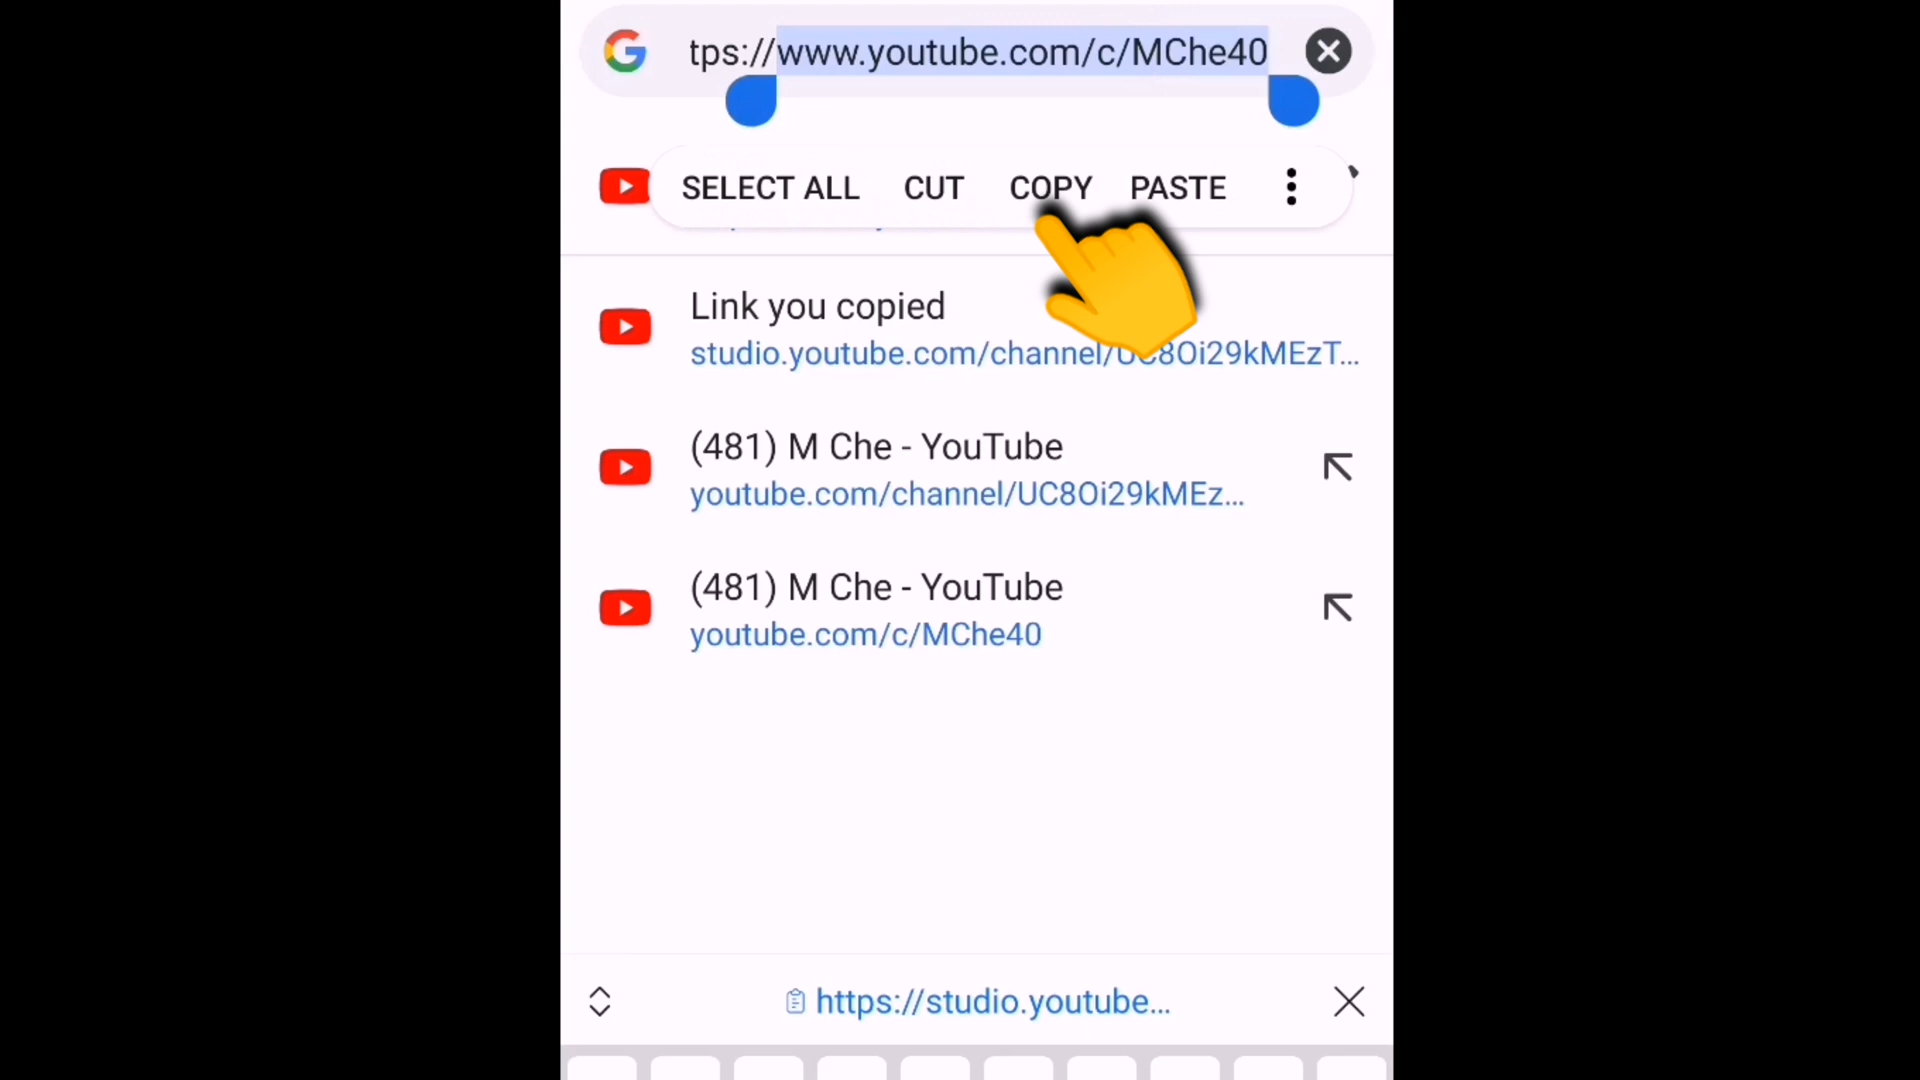 tps://www.youtube.com/c/MChe40
SELECT ALL CUT COPY PASTE
Link you copied
studio.youtube.com/channel/UC8Oi29kMEzT...
(481) M Che - YouTube
youtube.com/channel/UC8Oi29kMEz...
(481) M Che - YouTube
youtube.com/c/MChe40
https://studio.youtube...